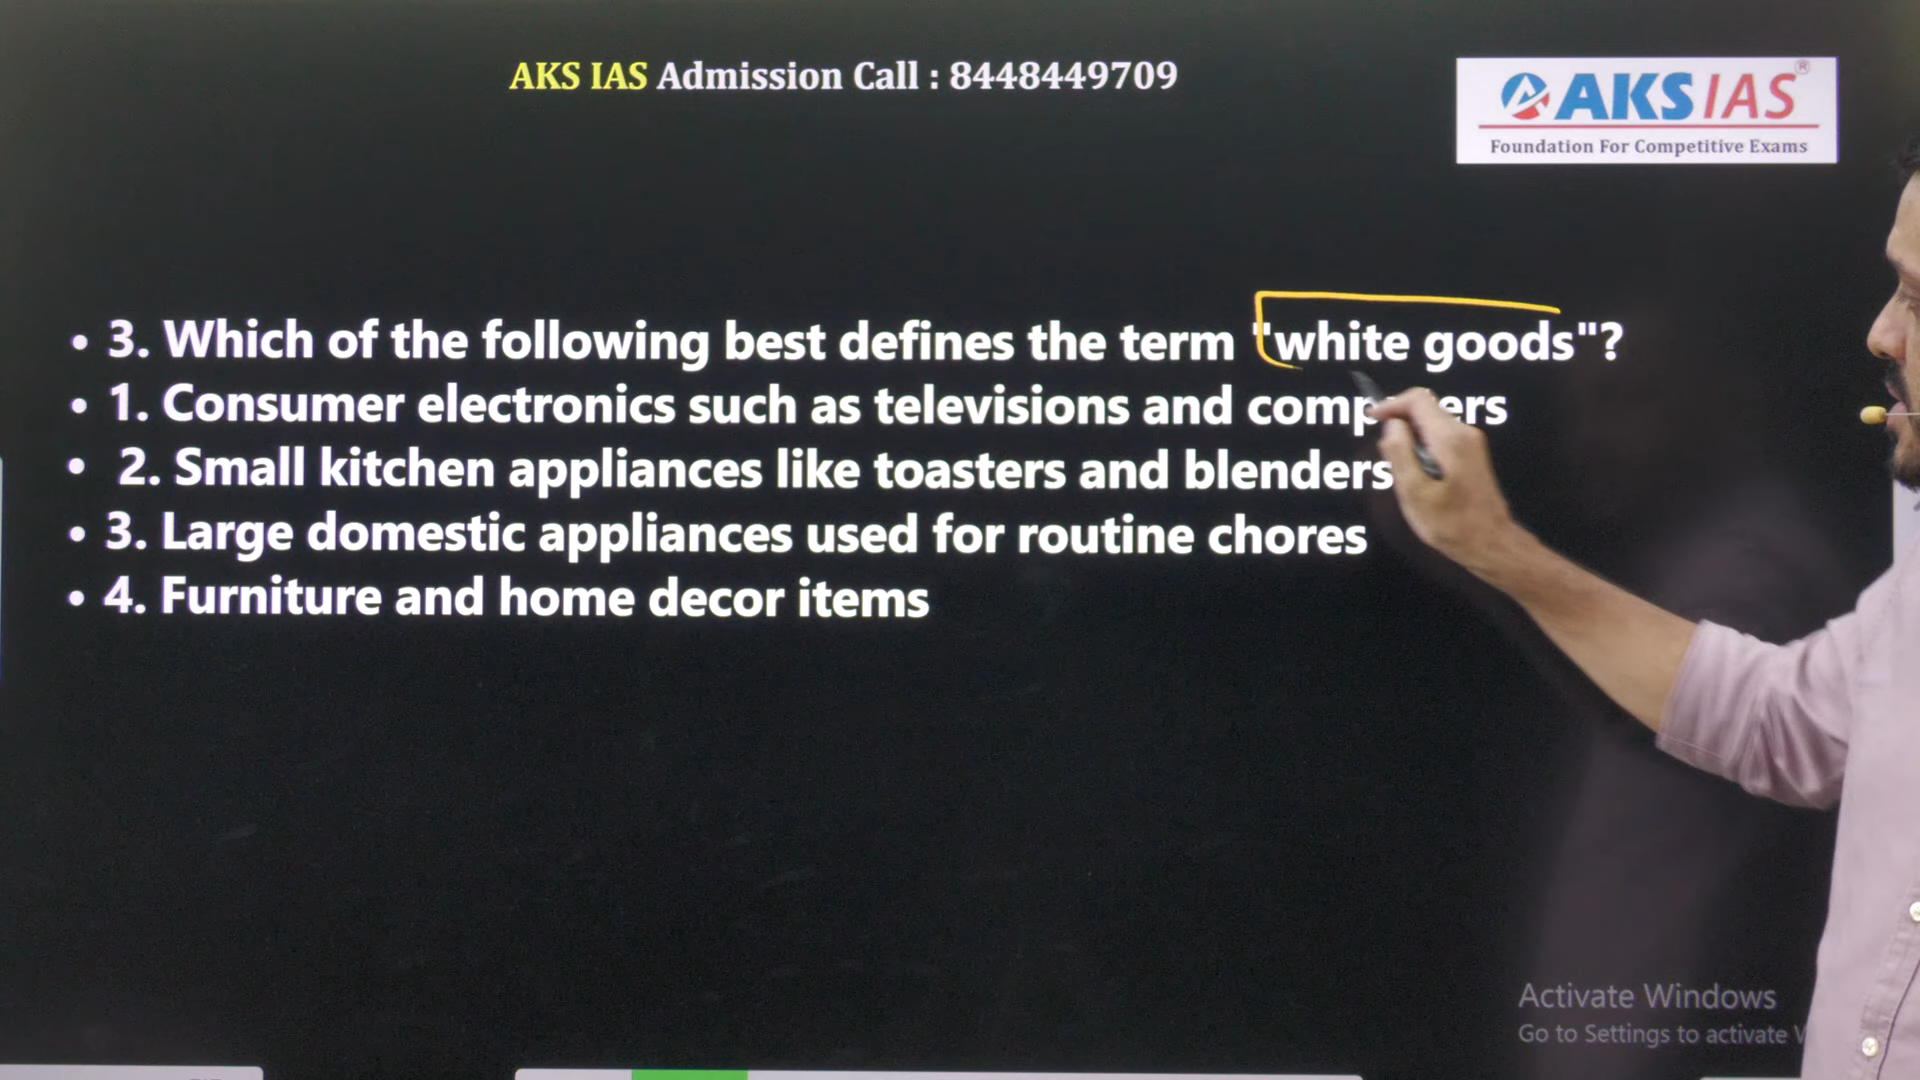 AKS IAS Admission Call : 8448449709
AKS IAS®
Foundation For Competitive Exams
• 3. Which of the following best defines the term "white goods"?
• 1. Consumer electronics such as televisions and computers
• 2. Small kitchen appliances like toasters and blenders
• 3. Large domestic appliances used for routine chores
• 4. Furniture and home decor items
Activate Windows
Go to Settings to activate